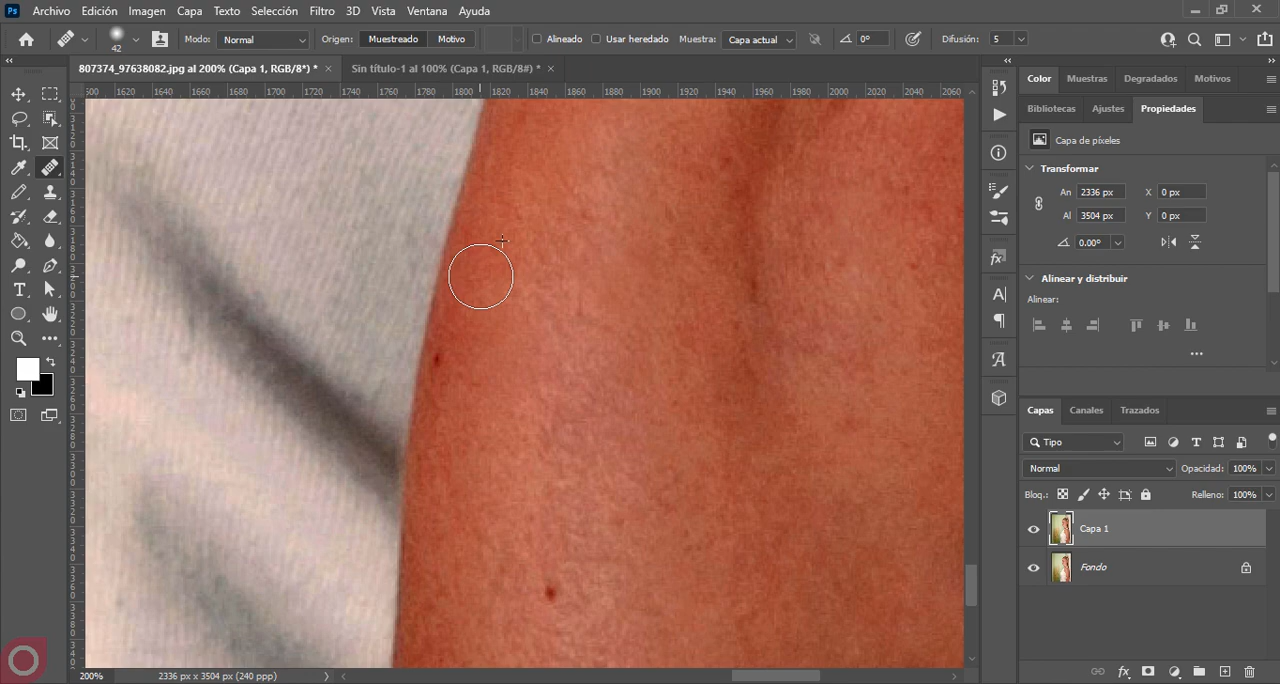 Ps Archivo Edición Imagen Capa Texto Selección Filtro 3D Vista Ventana Ayuda
42 Modo: Normal Origen: Muestreado Motivo Alineado Usar heredado Muestra: Capa actual 0° Difusión: 5
807374_97638082.jpg al 200% (Capa 1, RGB/8*) * × Sin título-1 al 100% (Capa 1, RGB/8#) * ×
1620 1640 1660 1680 1700 1720 1740 1760 1780 1800 1820 1840 1860 1880 1900 1920 1940 1960 1980 2000 2020 2040 2060
Color Muestras Degradados Motivos
Bibliotecas Ajustes Propiedades
Capa de píxeles
Transformar
An 2336 px X 0 px
Al 3504 px Y 0 px
0.00°
Alinear y distribuir
Alinear:
Capas Canales Trazados
Tipo
Normal Opacidad: 100%
Bloq.: Relleno: 100%
Capa 1
Fondo
200% 2336 px x 3504 px (240 ppp)